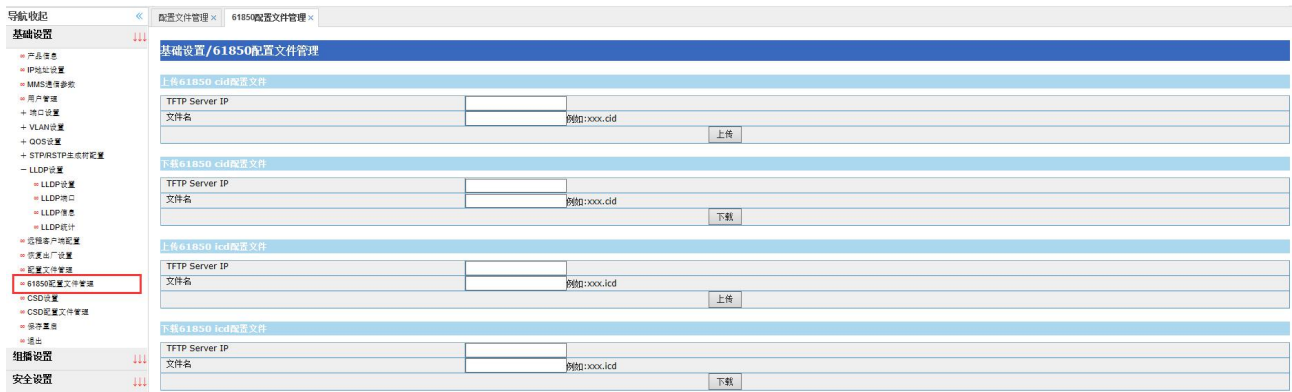 导航收起 «
基础设置 ↓↓↓
产品信息
IP地址设置
MMS通信参数
用户管理
+ 端口设置
+ VLAN设置
+ QOS设置
+ STP/RSTP生成树配置
− LLDP设置
LLDP设置
LLDP端口
LLDP信息
LLDP统计
远程客户端配置
恢复出厂设置
配置文件管理
61850配置文件管理
CSD设置
CSD配置文件管理
保存重启
退出
组播设置 ↓↓↓
安全设置 ↓↓↓
配置文件管理 × 61850配置文件管理 ×
基础设置/61850配置文件管理
上传61850 cid配置文件
TFTP Server IP
文件名 例如:xxx.cid
上传
下载61850 cid配置文件
TFTP Server IP
文件名 例如:xxx.cid
下载
上传61850 icd配置文件
TFTP Server IP
文件名 例如:xxx.icd
上传
下载61850 icd配置文件
TFTP Server IP
文件名 例如:xxx.icd
下载